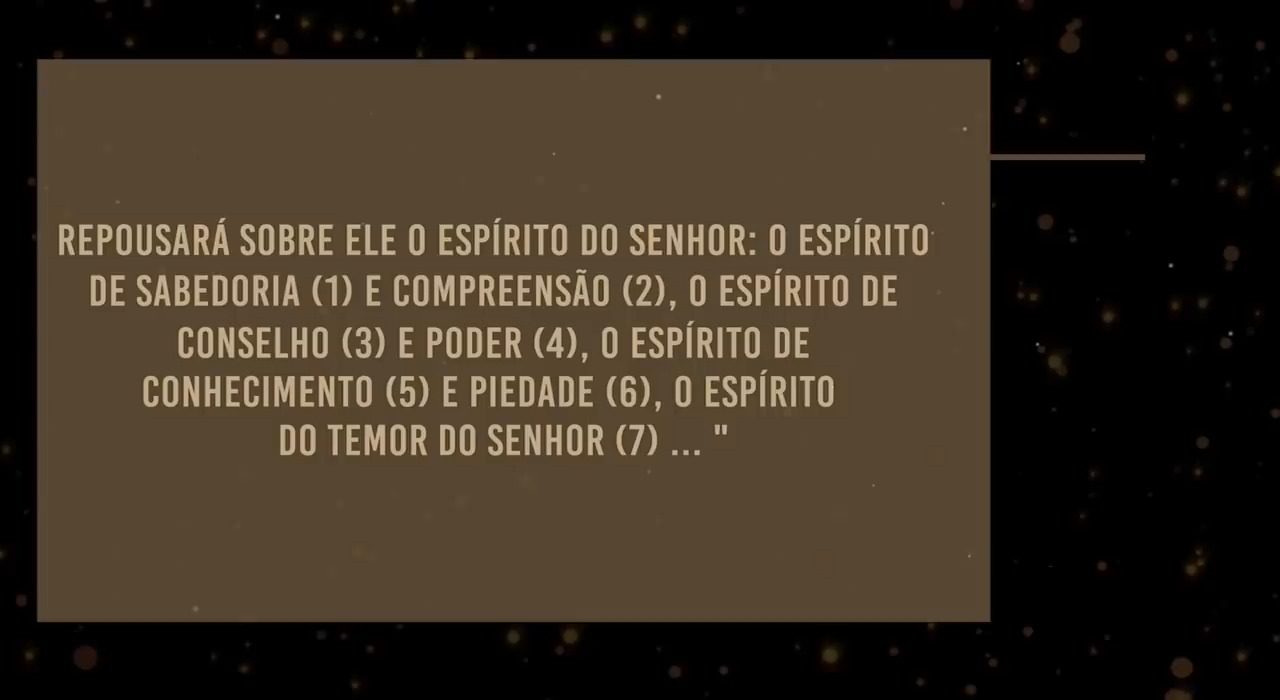 REPOUSARÁ SOBRE ELE O ESPÍRITO DO SENHOR: O ESPÍRITO
DE SABEDORIA (1) E COMPREENSÃO (2), O ESPÍRITO DE
CONSELHO (3) E PODER (4), O ESPÍRITO DE
CONHECIMENTO (5) E PIEDADE (6), O ESPÍRITO
DO TEMOR DO SENHOR (7) ... "